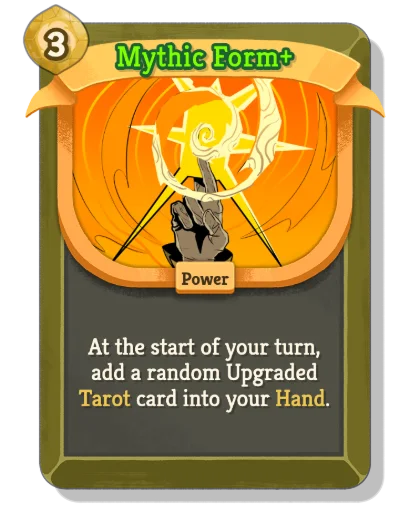 3
Mythic Form+
Power
At the start of your turn,
add a random Upgraded
Tarot card into your Hand.